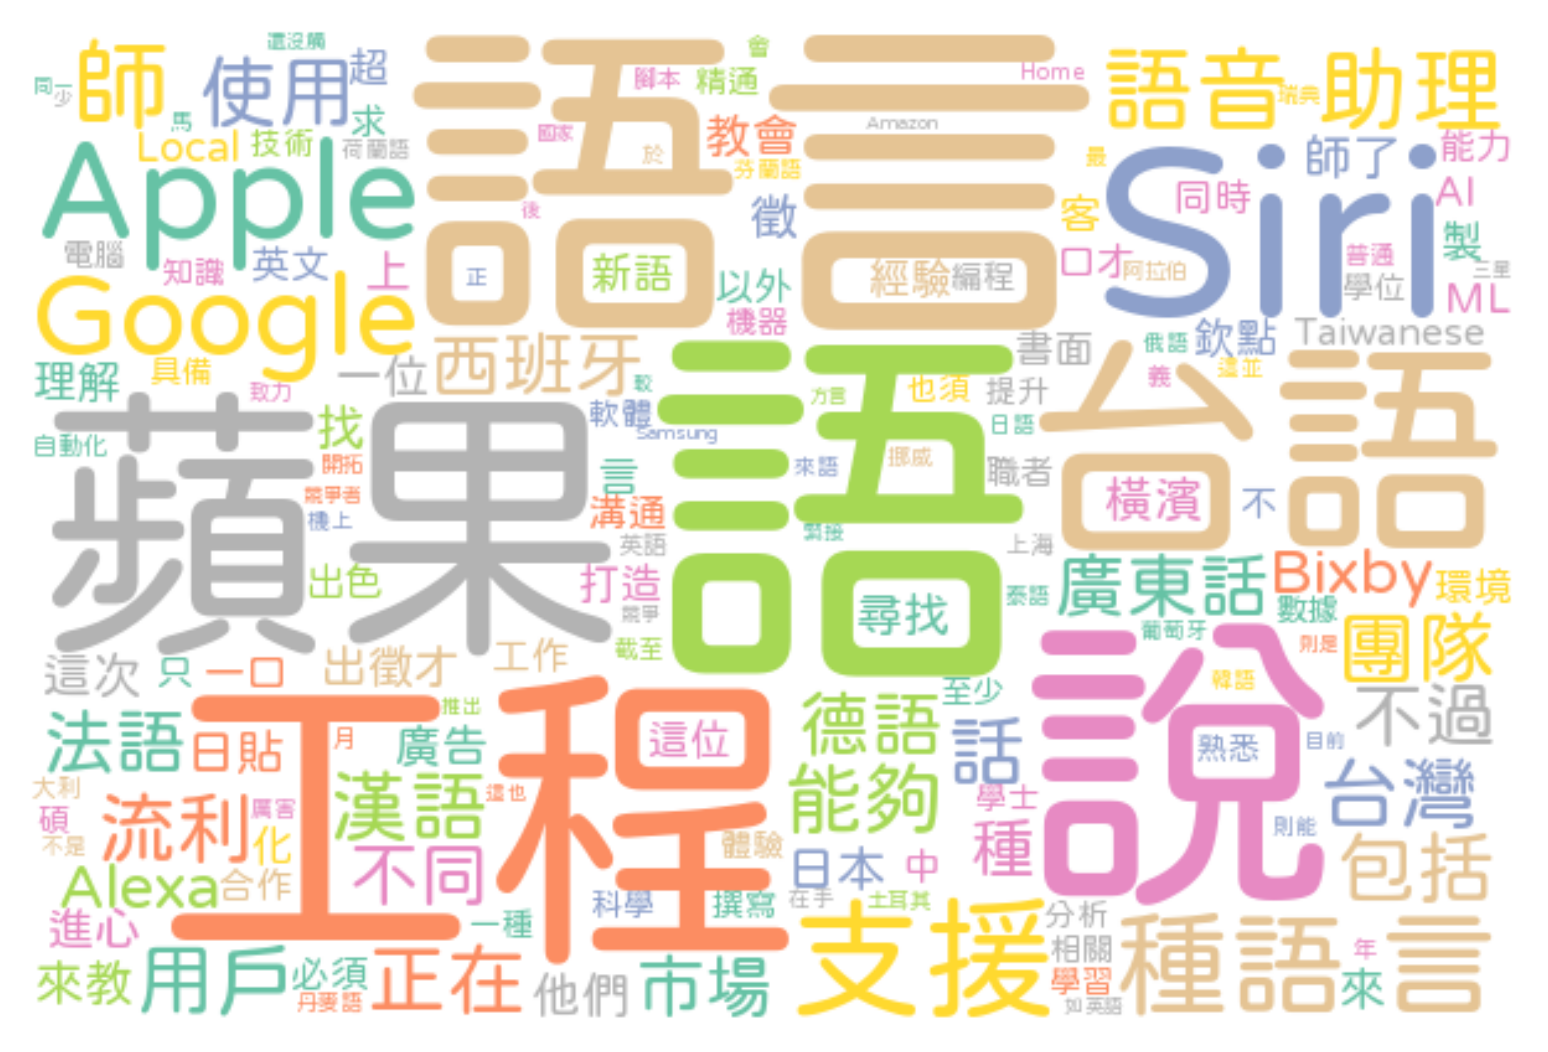 還沒觸
師
使用
超
語言
腳本
精通
會
Home
語音助理
瑞典
同一
少
馬
求
Local
技術
荷蘭語
國家
於
教會
芬蘭語
Amazon
最
師了
能力
Apple
後
徵
客
同時
AI
Siri
電腦
知識
英文
上
正
新語
以外
機器
經驗
編程
口才
阿拉伯
普通
學位
製
三星
ML
Google
理解
具備
致力
一位
西班牙
較
書面
俄語
欽點
Taiwanese
義
這並
蘋果
找
軟體
Samsung
語
方言
也須
提升
日語
台語
自動化
開拓
競爭者
機上
言
溝通
英語
來語
挪威
職者
橫濱
不
緊接
上海
出色
打造
競爭
截至
尋找
泰語
廣東話
葡萄牙
Bixby
數據
環境
則是
團隊
這次
只
一口
出徵才
工作
至少
說
韓語
不過
工程
推出
法語
日貼
月
廣告
這位
德語
話
熟悉
目前
大利
碩
不是
流利
厲害
化
漢語
這也
能夠
學士
種
則能
台灣
Alexa
合作
不同
體驗
日本
中
包括
進心
一種
科學
撰寫
在手
土耳其
支援
分析
相關
學習
如英語
種語言
年
來
來教
用戶
必須
丹麥語
正在
他們
市場